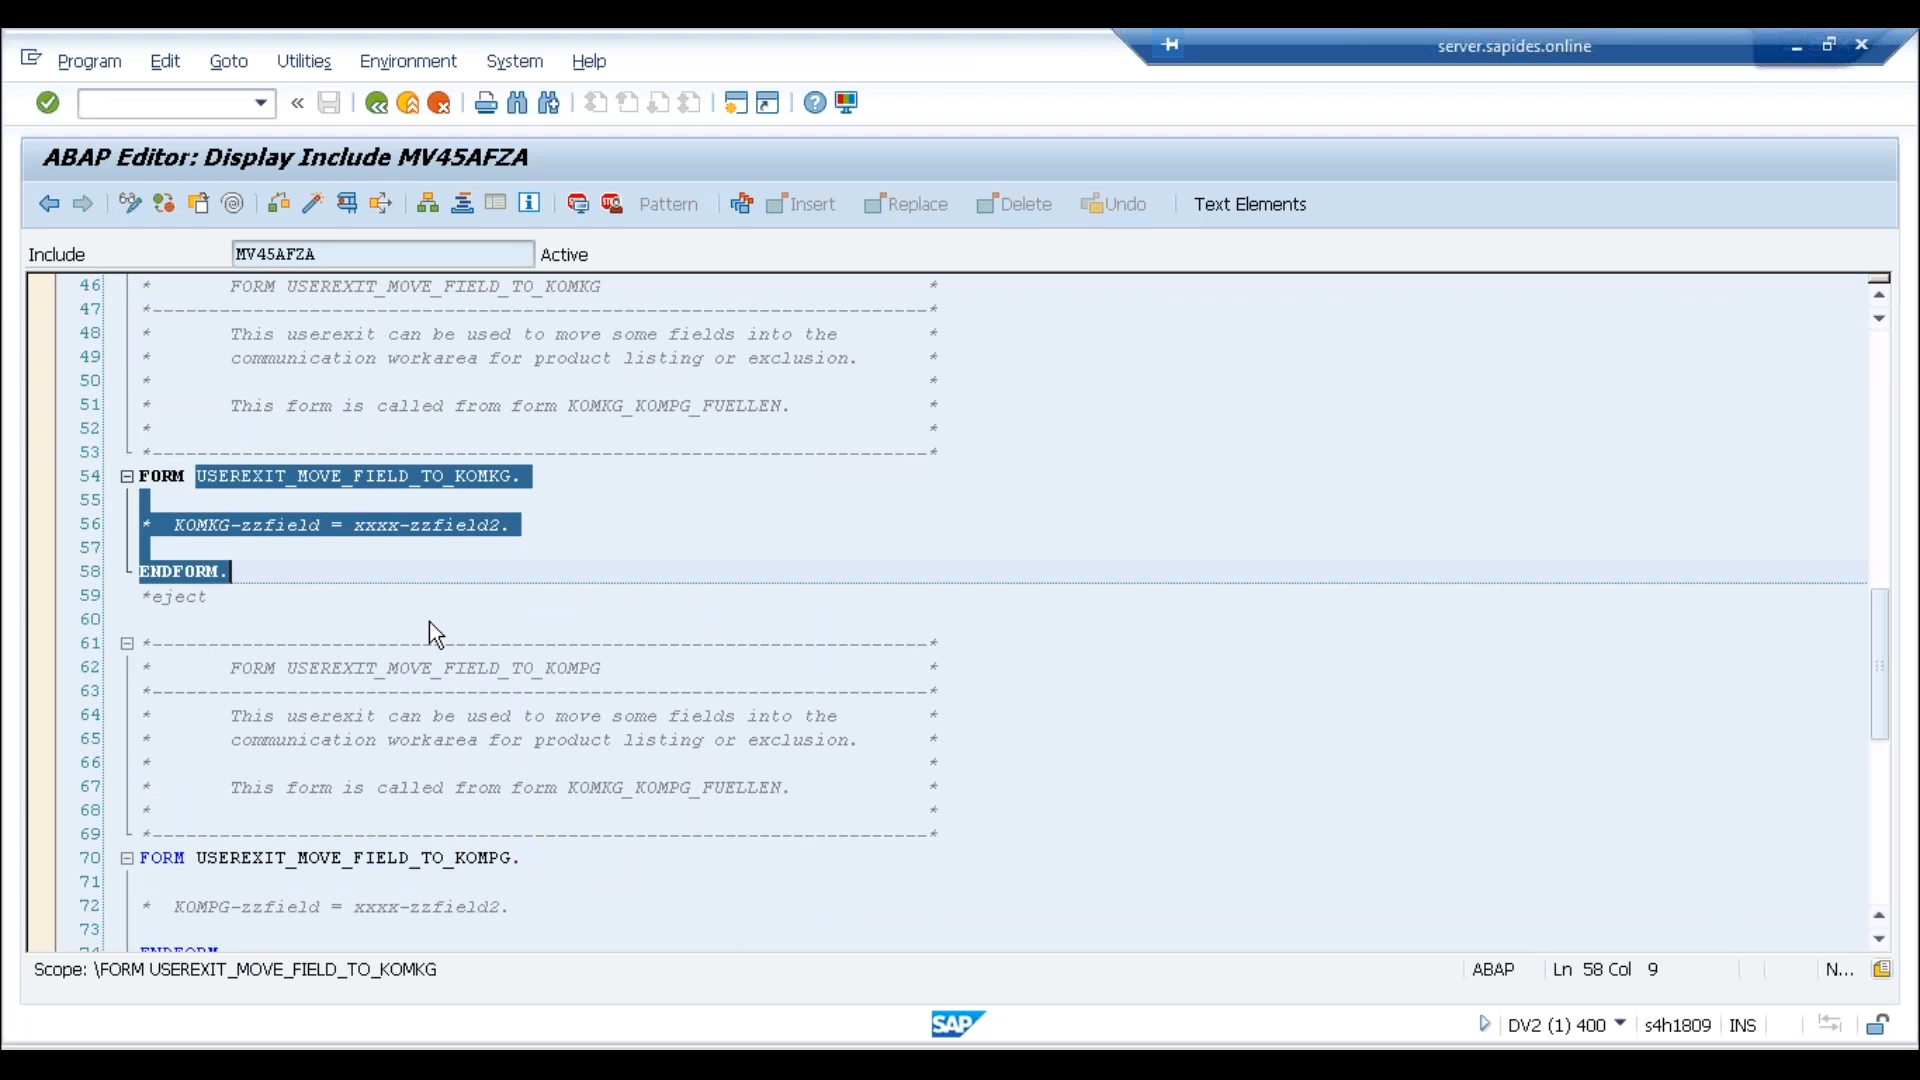 server.sapides.online
Program Edit Goto Utilities Environment System Help
ABAP Editor: Display Include MV45AFZA
Pattern Insert Replace Delete Undo Text Elements
Include MV45AFZA Active
46 * FORM USEREXIT_MOVE_FIELD_TO_KOMKG *
47 *---------------------------------------------------------------------*
48 * This userexit can be used to move some fields into the *
49 * communication workarea for product listing or exclusion. *
50 * *
51 * This form is called from form KOMKG_KOMPG_FUELLEN. *
52 * *
53 *---------------------------------------------------------------------*
54 FORM USEREXIT_MOVE_FIELD_TO_KOMKG.
55
56 * KOMKG-zzfield = xxxx-zzfield2.
57
58 ENDFORM.
59 *eject
60
61 *---------------------------------------------------------------------*
62 * FORM USEREXIT_MOVE_FIELD_TO_KOMPG *
63 *---------------------------------------------------------------------*
64 * This userexit can be used to move some fields into the *
65 * communication workarea for product listing or exclusion. *
66 * *
67 * This form is called from form KOMKG_KOMPG_FUELLEN. *
68 * *
69 *---------------------------------------------------------------------*
70 FORM USEREXIT_MOVE_FIELD_TO_KOMPG.
71
72 * KOMPG-zzfield = xxxx-zzfield2.
73
74 ENDFORM
Scope: \FORM USEREXIT_MOVE_FIELD_TO_KOMKG ABAP Ln 58 Col 9 N...
SAP DV2 (1) 400 s4h1809 INS